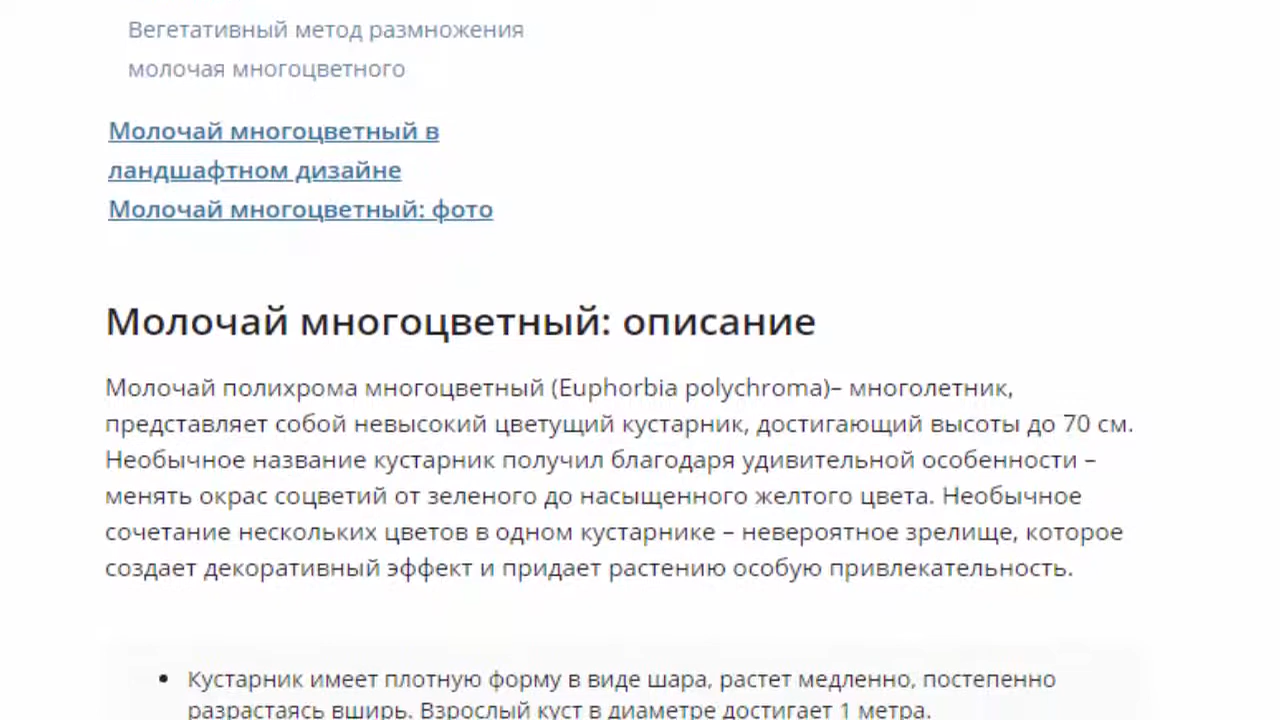 Вегетативный метод размножения
молочая многоцветного
Молочай многоцветный в
ландшафтном дизайне
Молочай многоцветный: фото
Молочай многоцветный: описание
Молочай полихрома многоцветный (Euphorbia polychroma)– многолетник,
представляет собой невысокий цветущий кустарник, достигающий высоты до 70 см.
Необычное название кустарник получил благодаря удивительной особенности –
менять окрас соцветий от зеленого до насыщенного желтого цвета. Необычное
сочетание нескольких цветов в одном кустарнике – невероятное зрелище, которое
создает декоративный эффект и придает растению особую привлекательность.
• Кустарник имеет плотную форму в виде шара, растет медленно, постепенно
разрастаясь вширь. Взрослый куст в диаметре достигает 1 метра.